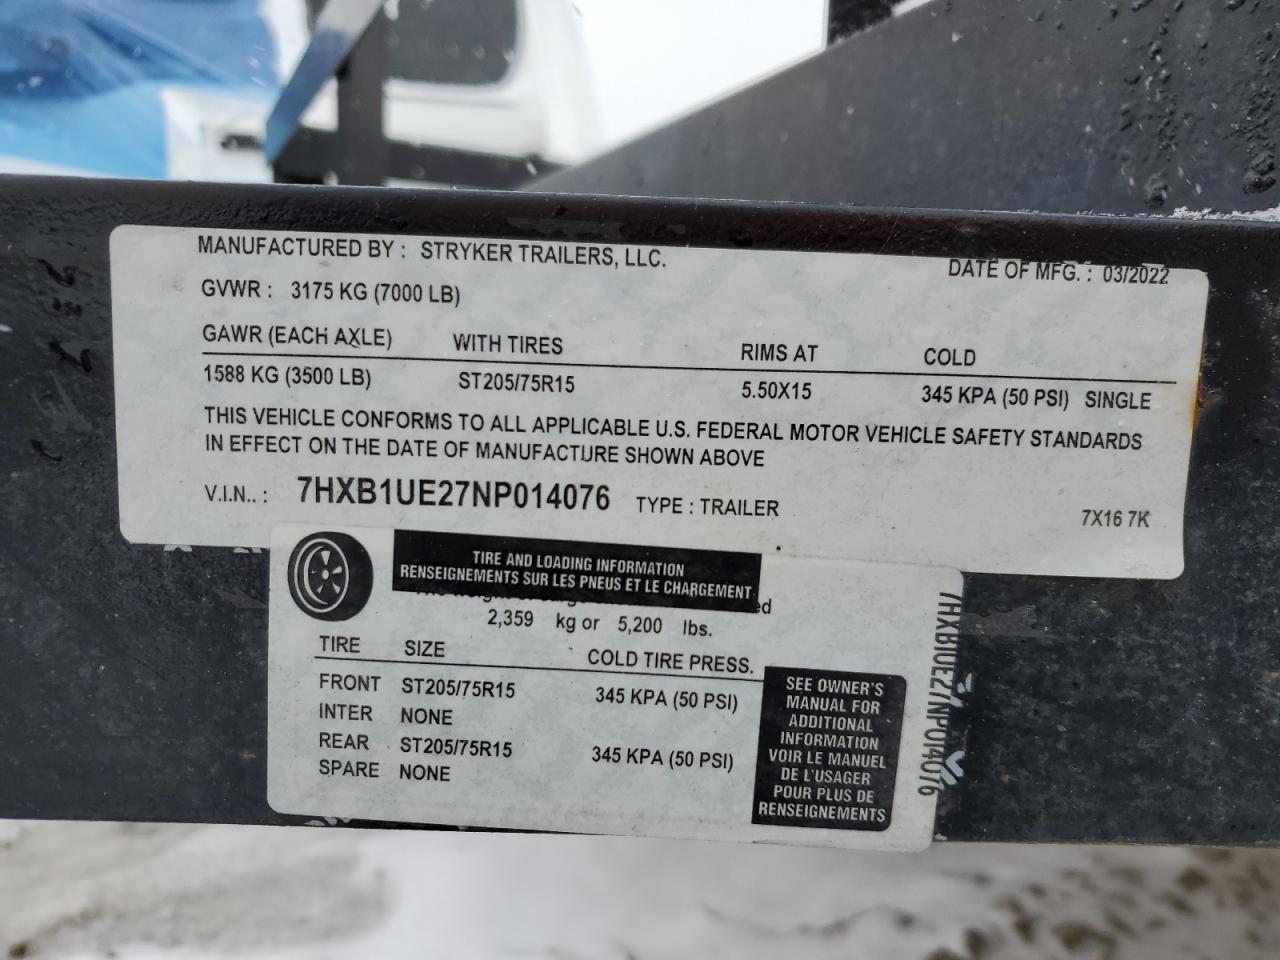 MANUFACTURED BY : STRYKER TRAILERS, LLC. DATE OF MFG. : 03/2022
GVWR : 3175 KG (7000 LB)
GAWR (EACH AXLE) WITH TIRES RIMS AT COLD
1588 KG (3500 LB) ST205/75R15 5.50X15 345 KPA (50 PSI) SINGLE
THIS VEHICLE CONFORMS TO ALL APPLICABLE U.S. FEDERAL MOTOR VEHICLE SAFETY STANDARDS
IN EFFECT ON THE DATE OF MANUFACTURE SHOWN ABOVE
V.I.N.. : 7HXB1UE27NP014076 TYPE : TRAILER 7X16 7K
TIRE AND LOADING INFORMATION
RENSEIGNEMENTS SUR LES PNEUS ET LE CHARGEMENT
2,359 kg or 5,200 lbs.
TIRE SIZE COLD TIRE PRESS.
FRONT ST205/75R15 345 KPA (50 PSI)
INTER NONE
REAR ST205/75R15 345 KPA (50 PSI)
SPARE NONE
SEE OWNER'S
MANUAL FOR
ADDITIONAL
INFORMATION
VOIR LE MANUEL
DE L'USAGER
POUR PLUS DE
RENSEIGNEMENTS
7HXB1UE27NP014076